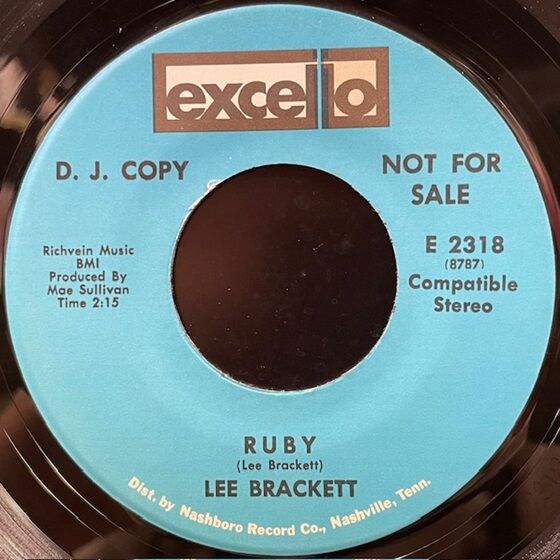 excello
D. J. COPY
NOT FOR
SALE
Richvein Music
BMI
Produced By
Mae Sullivan
Time 2:15
E 2318
(8787)
Compatible
Stereo
RUBY
(Lee Brackett)
LEE BRACKETT
Dist. by Nashboro Record Co., Nashville, Tenn.